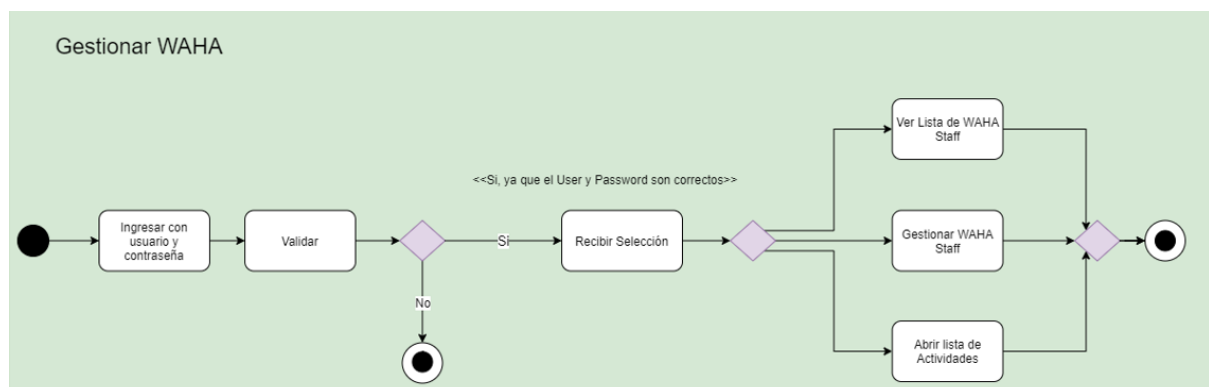 Gestionar WAHA
Ver Lista de WAHA
Staff
<<Si, ya que el User y Password son correctos>>
Ingresar con
usuario y
contraseña
Validar
Si
Recibir Selección
Gestionar WAHA
Staff
No
Abrir lista de
Actividades